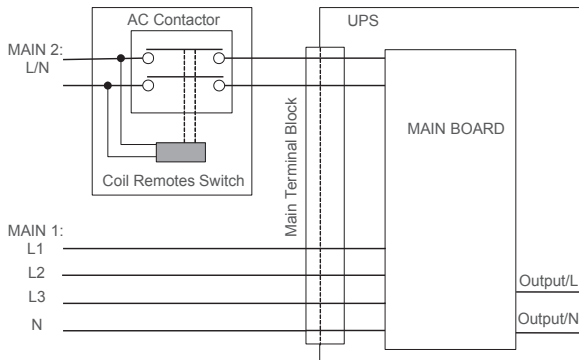 AC Contactor
UPS
MAIN 2:
L/N
MAIN BOARD
Main Terminal Block
Coil Remotes Switch
MAIN 1:
L1
L2
L3
N
Output/L
Output/N